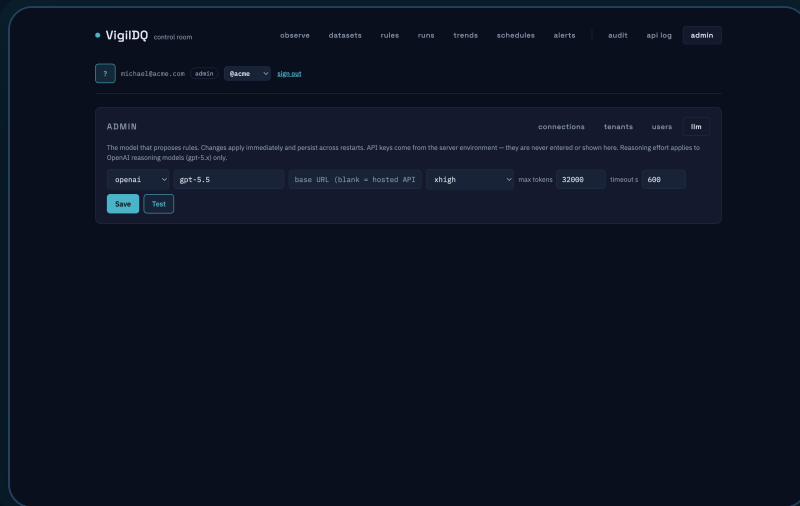 VigilDQ control room
observe datasets rules runs trends schedules alerts audit api log admin
? michael@acme.com admin @acme sign out
ADMIN
connections tenants users llm
The model that proposes rules. Changes apply immediately and persist across restarts. API keys come from the server environment — they are never entered or shown here. Reasoning effort applies to
OpenAI reasoning models (gpt-5.x) only.
openai gpt-5.5 base URL (blank = hosted API xhigh max tokens 32000 timeout s 600
Save Test